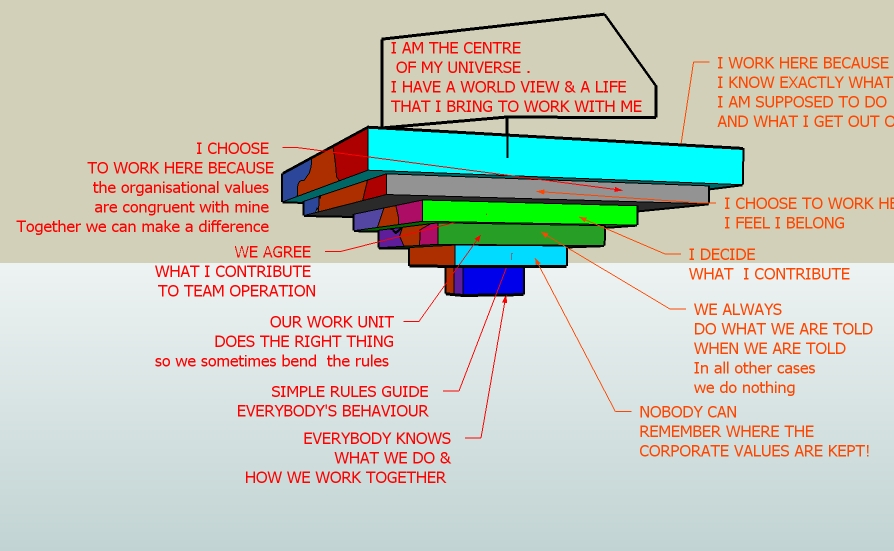 I AM THE CENTRE
OF MY UNIVERSE .
I HAVE A WORLD VIEW & A LIFE
THAT I BRING TO WORK WITH ME
I WORK HERE BECAUSE
I KNOW EXACTLY WHAT
I AM SUPPOSED TO DO
AND WHAT I GET OUT O
I CHOOSE
TO WORK HERE BECAUSE
the organisational values
are congruent with mine
Together we can make a difference
I CHOOSE TO WORK HE
I FEEL I BELONG
WE AGREE
WHAT I CONTRIBUTE
TO TEAM OPERATION
I DECIDE
WHAT I CONTRIBUTE
OUR WORK UNIT
DOES THE RIGHT THING
so we sometimes bend the rules
WE ALWAYS
DO WHAT WE ARE TOLD
WHEN WE ARE TOLD
In all other cases
we do nothing
SIMPLE RULES GUIDE
EVERYBODY'S BEHAVIOUR
NOBODY CAN
REMEMBER WHERE THE
CORPORATE VALUES ARE KEPT!
EVERYBODY KNOWS
WHAT WE DO &
HOW WE WORK TOGETHER